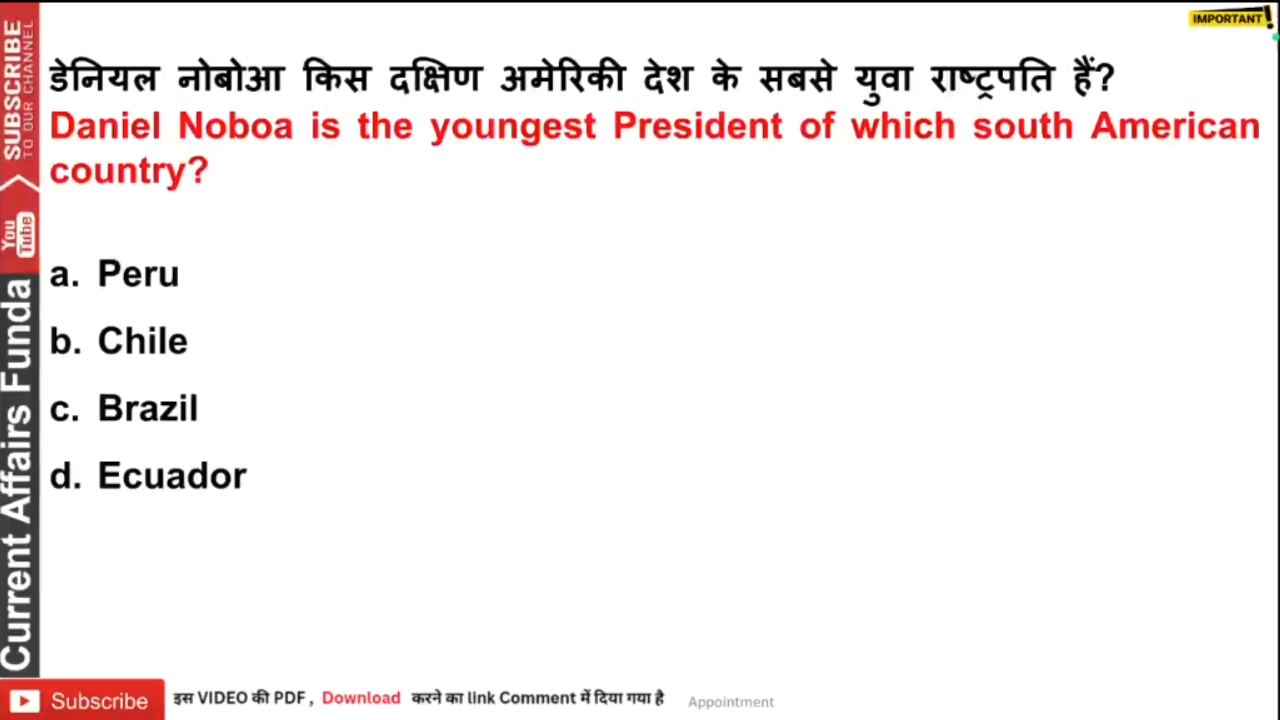 IMPORTANT!
डेनियल नोबोआ किस दक्षिण अमेरिकी देश के सबसे युवा राष्ट्रपति हैं?
Daniel Noboa is the youngest President of which south American
country?
a. Peru
b. Chile
c. Brazil
d. Ecuador
SUBSCRIBE
TO OUR CHANNEL
You
Tube
Current Affairs Funda
Subscribe
इस VIDEO की PDF , Download करने का link Comment में दिया गया है
Appointment